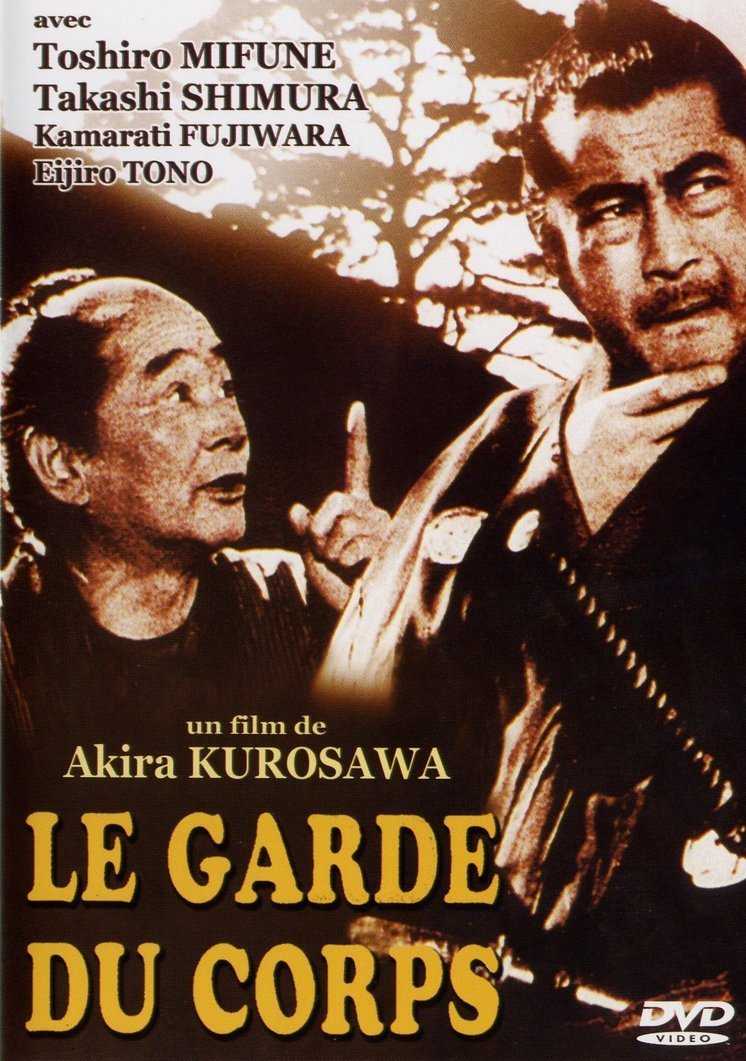 avec
Toshiro MIFUNE
Takashi SHIMURA
Kamarati FUJIWARA
Eijiro TONO
un film de
Akira KUROSAWA
LE GARDE
DU CORPS
DVD
VIDEO